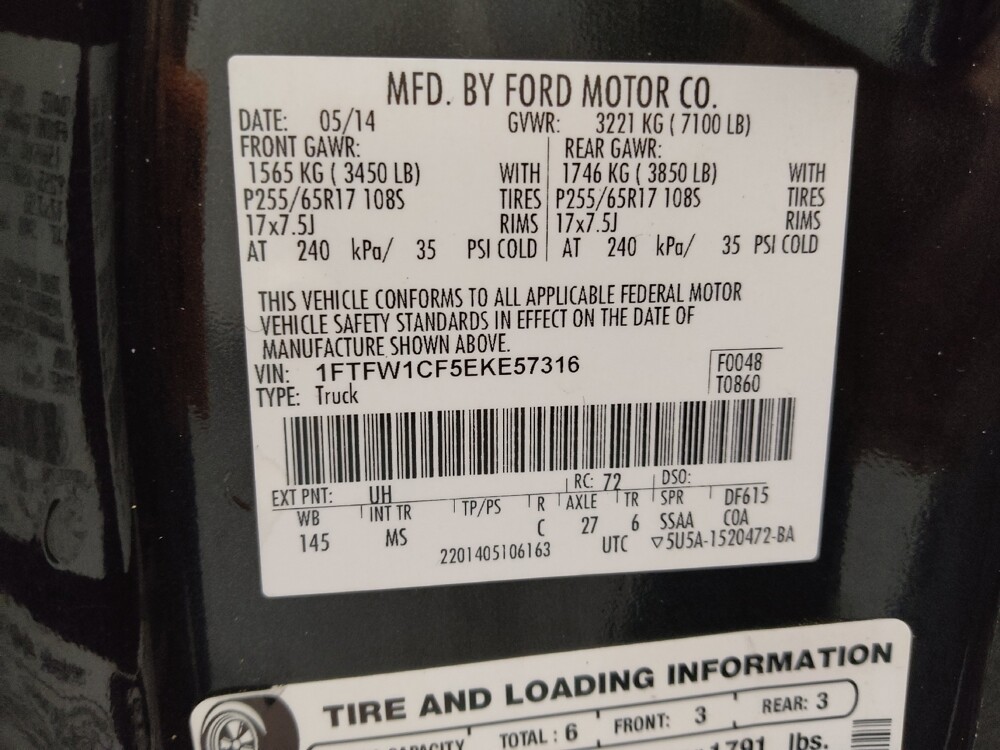 MFD. BY FORD MOTOR CO.
DATE: 05/14 GVWR: 3221 KG ( 7100 LB)
FRONT GAWR: REAR GAWR:
1565 KG ( 3450 LB) WITH 1746 KG ( 3850 LB) WITH
P255/65R17 108S TIRES P255/65R17 108S TIRES
17x7.5J RIMS 17x7.5J RIMS
AT 240 kPa/ 35 PSI COLD AT 240 kPa/ 35 PSI COLD
THIS VEHICLE CONFORMS TO ALL APPLICABLE FEDERAL MOTOR
VEHICLE SAFETY STANDARDS IN EFFECT ON THE DATE OF
MANUFACTURE SHOWN ABOVE.
VIN: 1FTFW1CF5EKE57316 F0048
TYPE: Truck T0860
EXT PNT: UH RC: 72 DSO:
WB INT TR TP/PS R AXLE TR SPR DF615
145 MS C 27 6 SSAA COA
2201405106163 UTC ▽5U5A-1520472-BA
TIRE AND LOADING INFORMATION
CAPACITY TOTAL : 6 FRONT: 3 REAR: 3
1791 lbs.